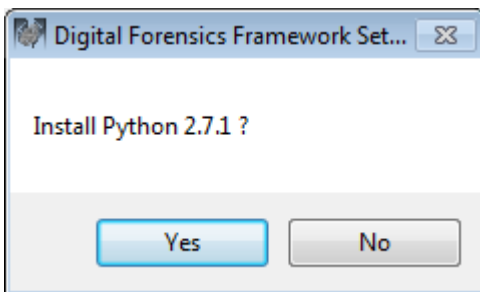 Digital Forensics Framework Set...
Install Python 2.7.1 ?
Yes
No